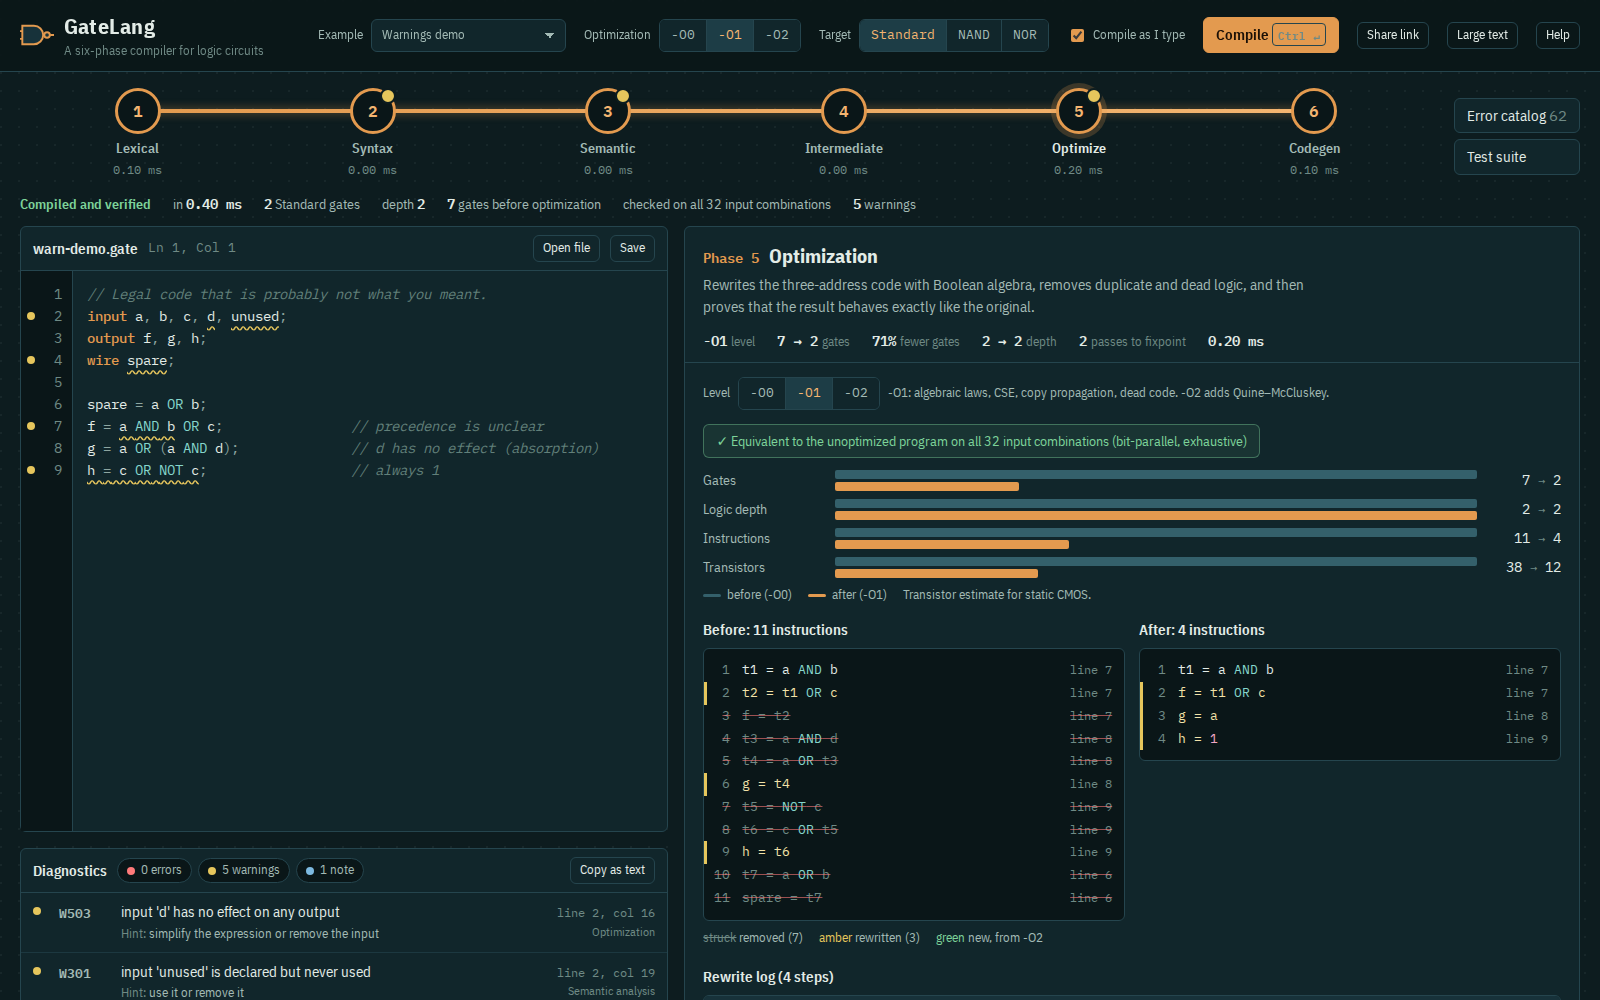 GateLang
A six-phase compiler for logic circuits
Example Warnings demo Optimization -O0 -O1 -O2 Target Standard NAND NOR Compile as I type Compile Ctrl ↵ Share link Large text Help
1 2 3 4 5 6
Lexical Syntax Semantic Intermediate Optimize Codegen
0.10 ms 0.00 ms 0.00 ms 0.00 ms 0.20 ms 0.10 ms
Error catalog 62
Test suite
Compiled and verified in 0.40 ms 2 Standard gates depth 2 7 gates before optimization checked on all 32 input combinations 5 warnings
warn-demo.gate Ln 1, Col 1 Open file Save
1 // Legal code that is probably not what you meant.
2 input a, b, c, d, unused;
3 output f, g, h;
4 wire spare;
5
6 spare = a OR b;
7 f = a AND b OR c; // precedence is unclear
8 g = a OR (a AND d); // d has no effect (absorption)
9 h = c OR NOT c; // always 1
Diagnostics 0 errors 5 warnings 1 note Copy as text
W503 input 'd' has no effect on any output line 2, col 16
Hint: simplify the expression or remove the input Optimization
W301 input 'unused' is declared but never used line 2, col 19
Hint: use it or remove it Semantic analysis
Phase 5 Optimization
Rewrites the three-address code with Boolean algebra, removes duplicate and dead logic, and then
proves that the result behaves exactly like the original.
-O1 level 7 → 2 gates 71% fewer gates 2 → 2 depth 2 passes to fixpoint 0.20 ms
Level -O0 -O1 -O2 -O1: algebraic laws, CSE, copy propagation, dead code. -O2 adds Quine–McCluskey.
✓ Equivalent to the unoptimized program on all 32 input combinations (bit-parallel, exhaustive)
Gates 7 → 2
Logic depth 2 → 2
Instructions 11 → 4
Transistors 38 → 12
before (-O0) after (-O1) Transistor estimate for static CMOS.
Before: 11 instructions
1 t1 = a AND b line 7
2 t2 = t1 OR c line 7
3 f = t2 line 7
4 t3 = a AND d line 8
5 t4 = a OR t3 line 8
6 g = t4 line 8
7 t5 = NOT c line 9
8 t6 = c OR t5 line 9
9 h = t6 line 9
10 t7 = a OR b line 6
11 spare = t7 line 6
After: 4 instructions
1 t1 = a AND b line 7
2 f = t1 OR c line 7
3 g = a line 8
4 h = 1 line 9
struck removed (7) amber rewritten (3) green new, from -O2
Rewrite log (4 steps)